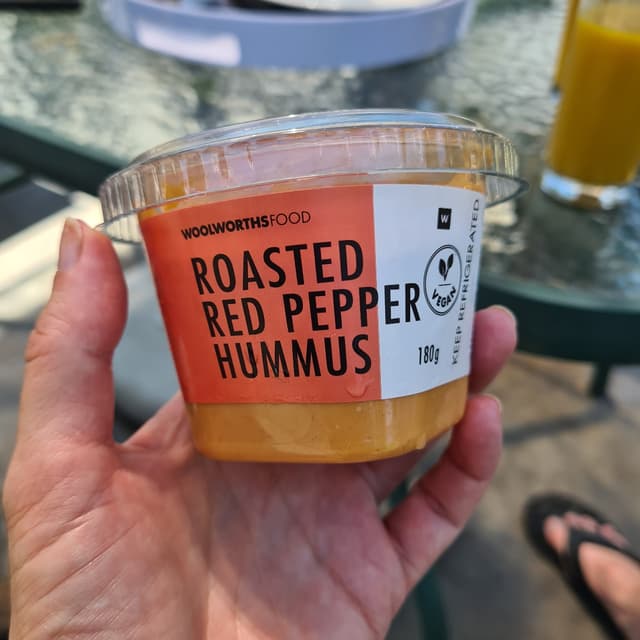 WOOLWORTHSFOOD
ROASTED
RED PEPPER
HUMMUS
W
VEGAN
180g
KEEP REFRIGERATED